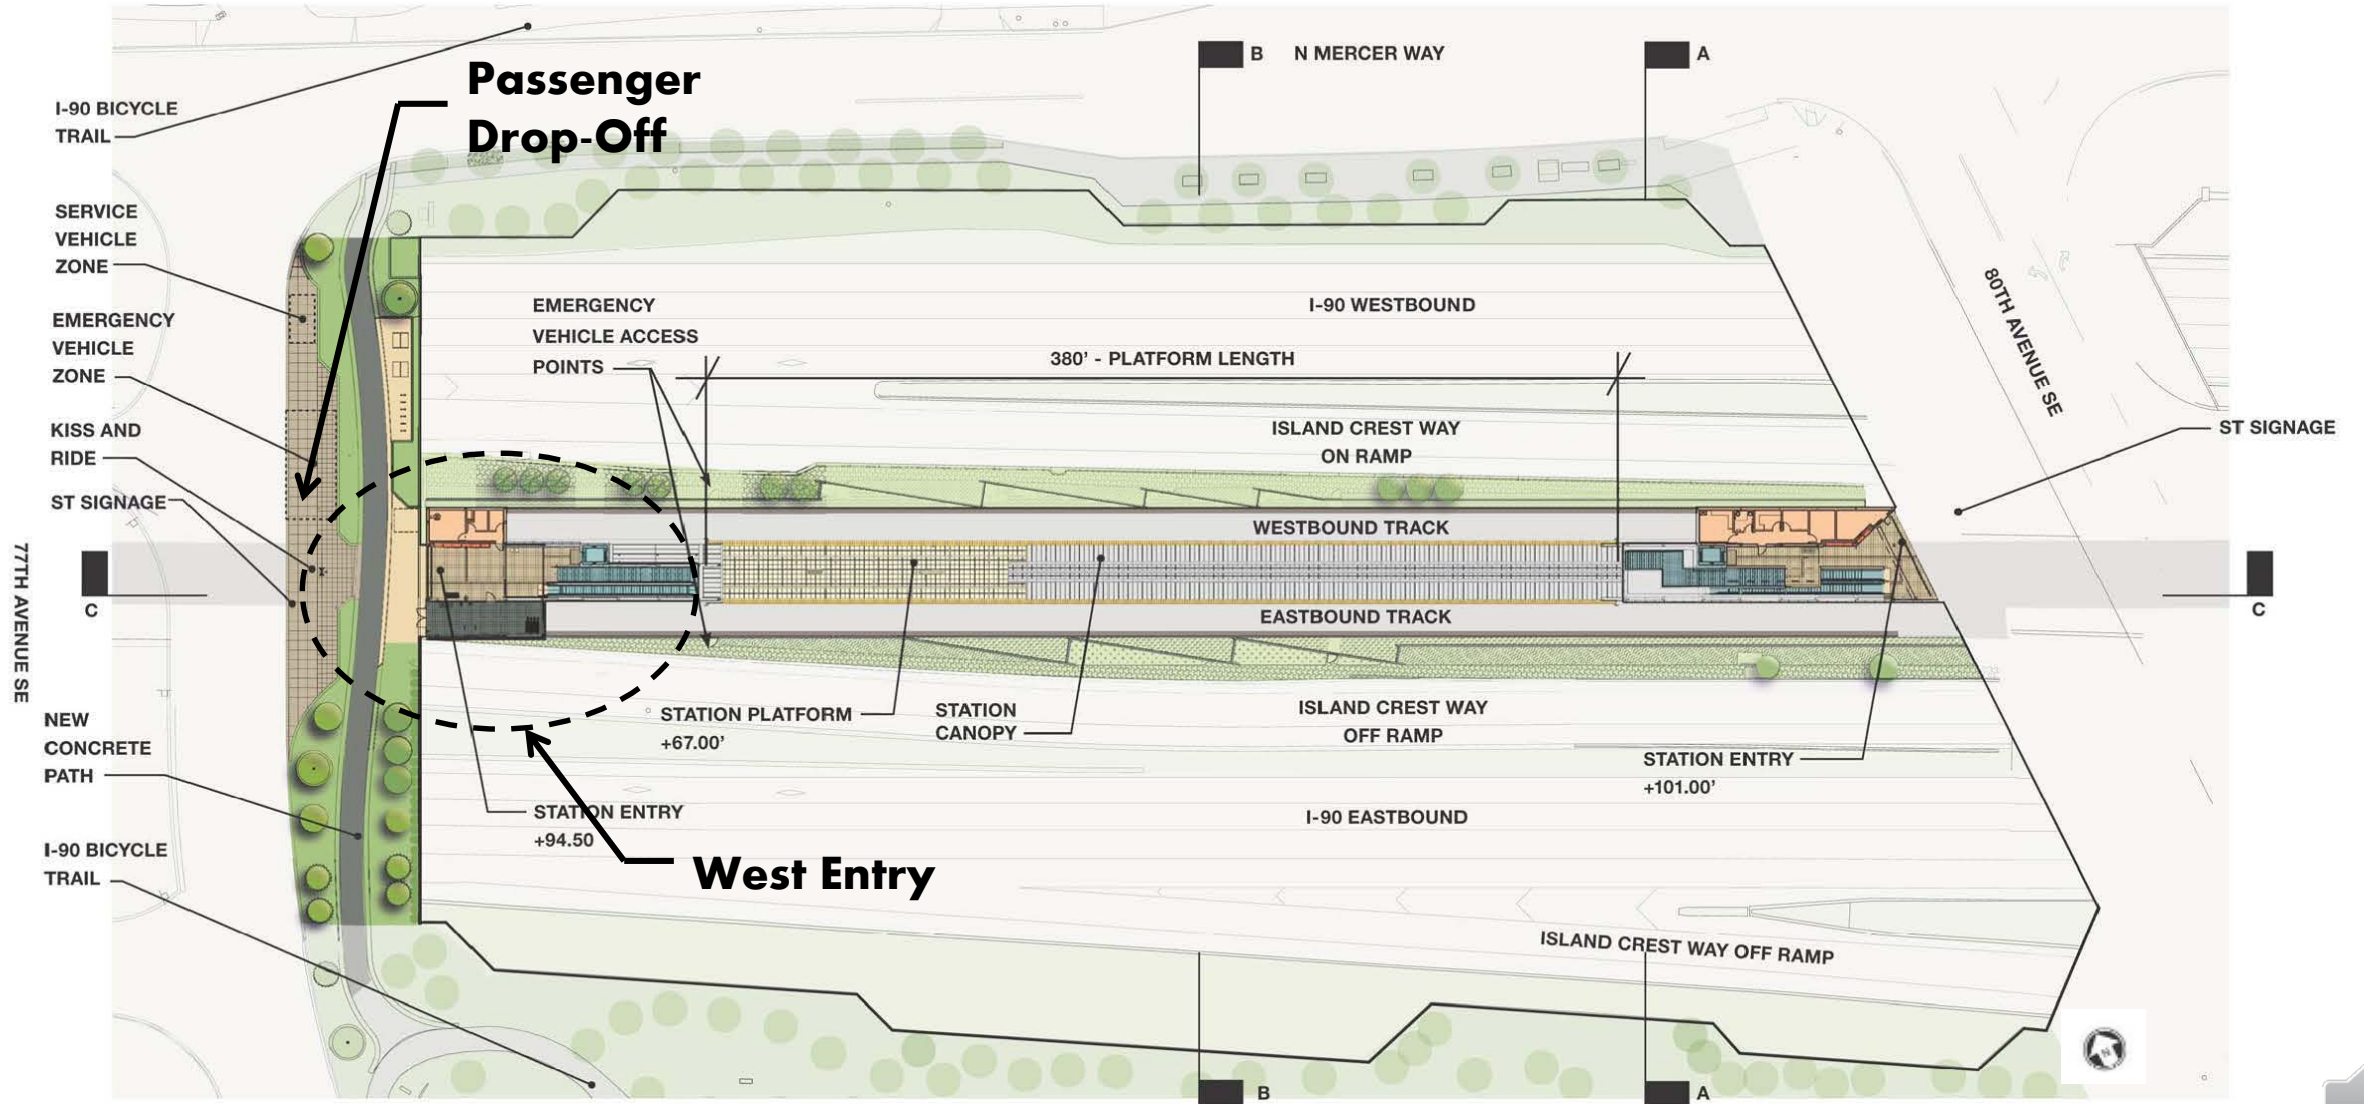 Passenger
Drop-Off
B
N MERCER WAY
A
I-90 BICYCLE
TRAIL
SERVICE
VEHICLE
ZONE
EMERGENCY
VEHICLE
ZONE
KISS AND
RIDE
ST SIGNAGE
EMERGENCY
VEHICLE ACCESS
POINTS
I-90 WESTBOUND
380' - PLATFORM LENGTH
80TH AVENUE SE
ISLAND CREST WAY
ON RAMP
ST SIGNAGE
WESTBOUND TRACK
77TH AVENUE SE
C
C
EASTBOUND TRACK
NEW
CONCRETE
PATH
STATION PLATFORM
+67.00'
STATION
CANOPY
ISLAND CREST WAY
OFF RAMP
STATION ENTRY
+101.00'
STATION ENTRY
+94.50
I-90 EASTBOUND
I-90 BICYCLE
TRAIL
West Entry
ISLAND CREST WAY OFF RAMP
N
B
A